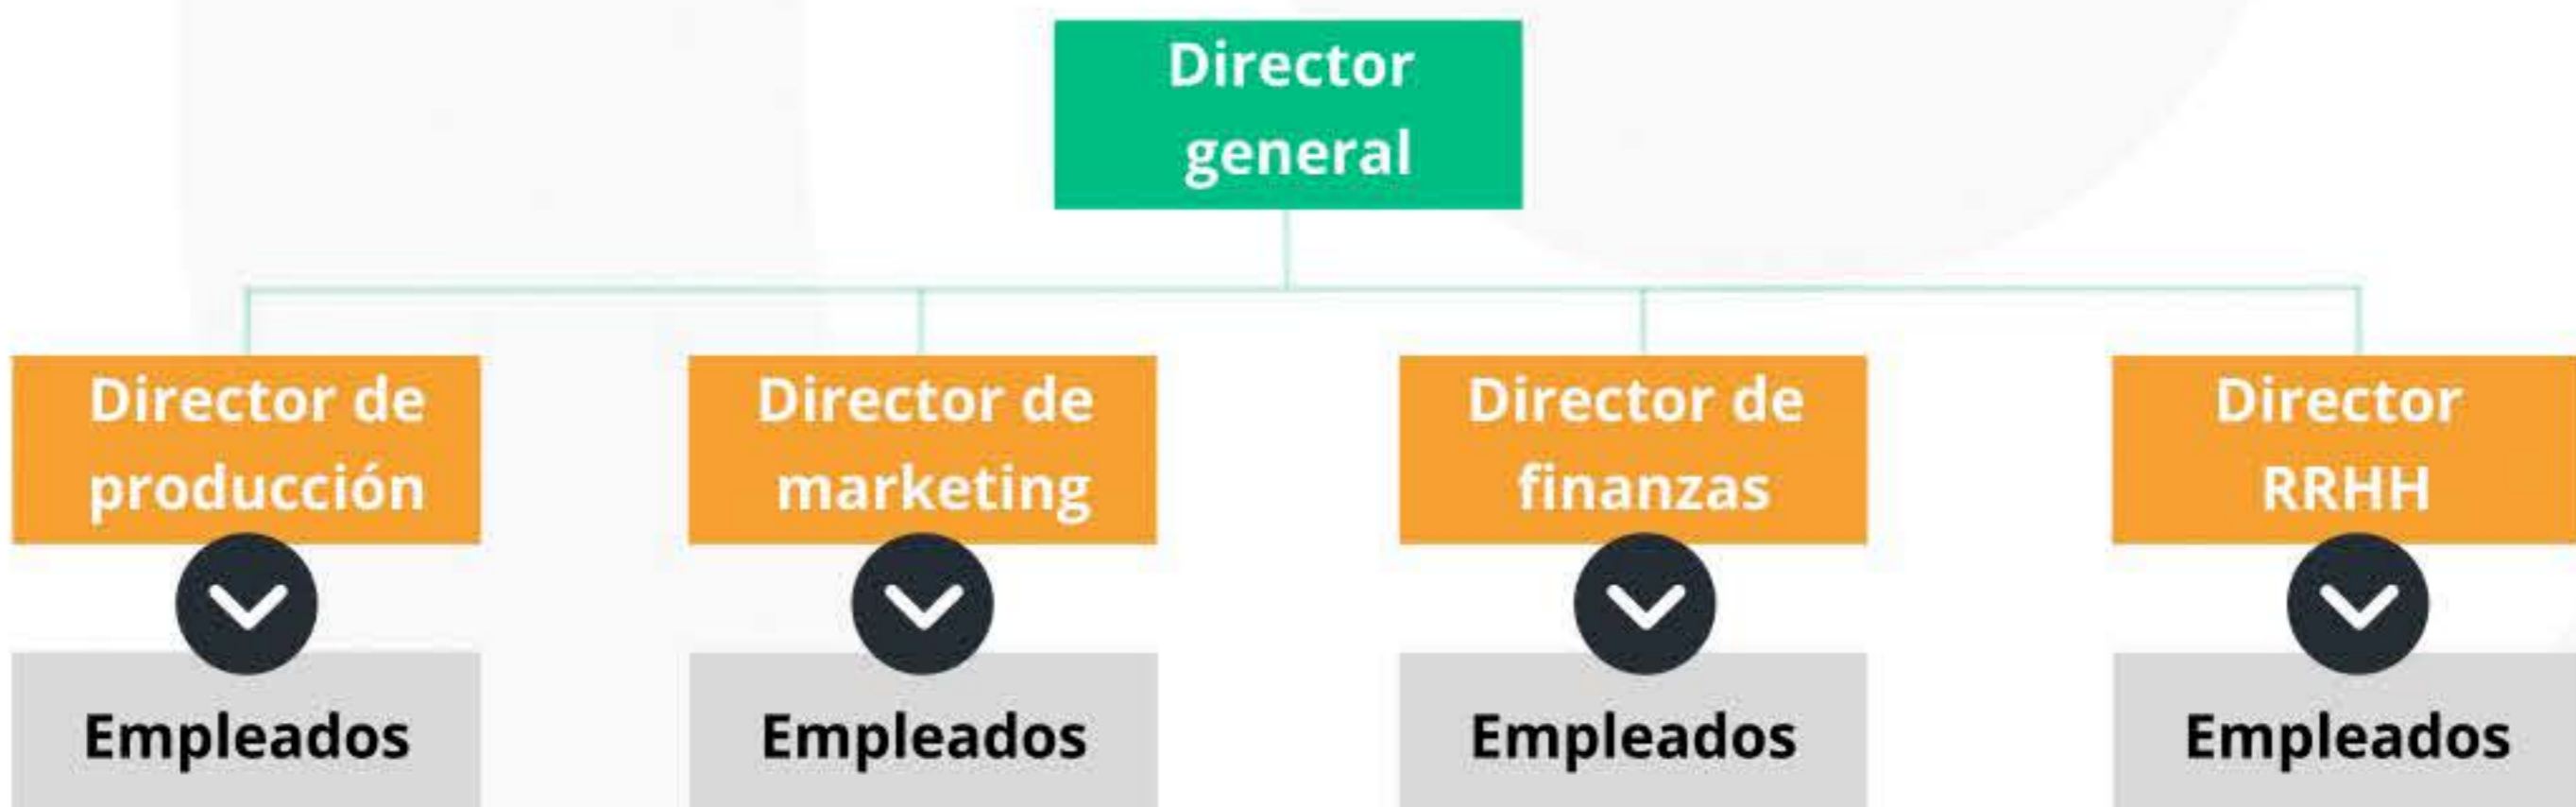 Director
general
Director de
producción
Director de
marketing
Director de
finanzas
Director
RRHH
Empleados
Empleados
Empleados
Empleados